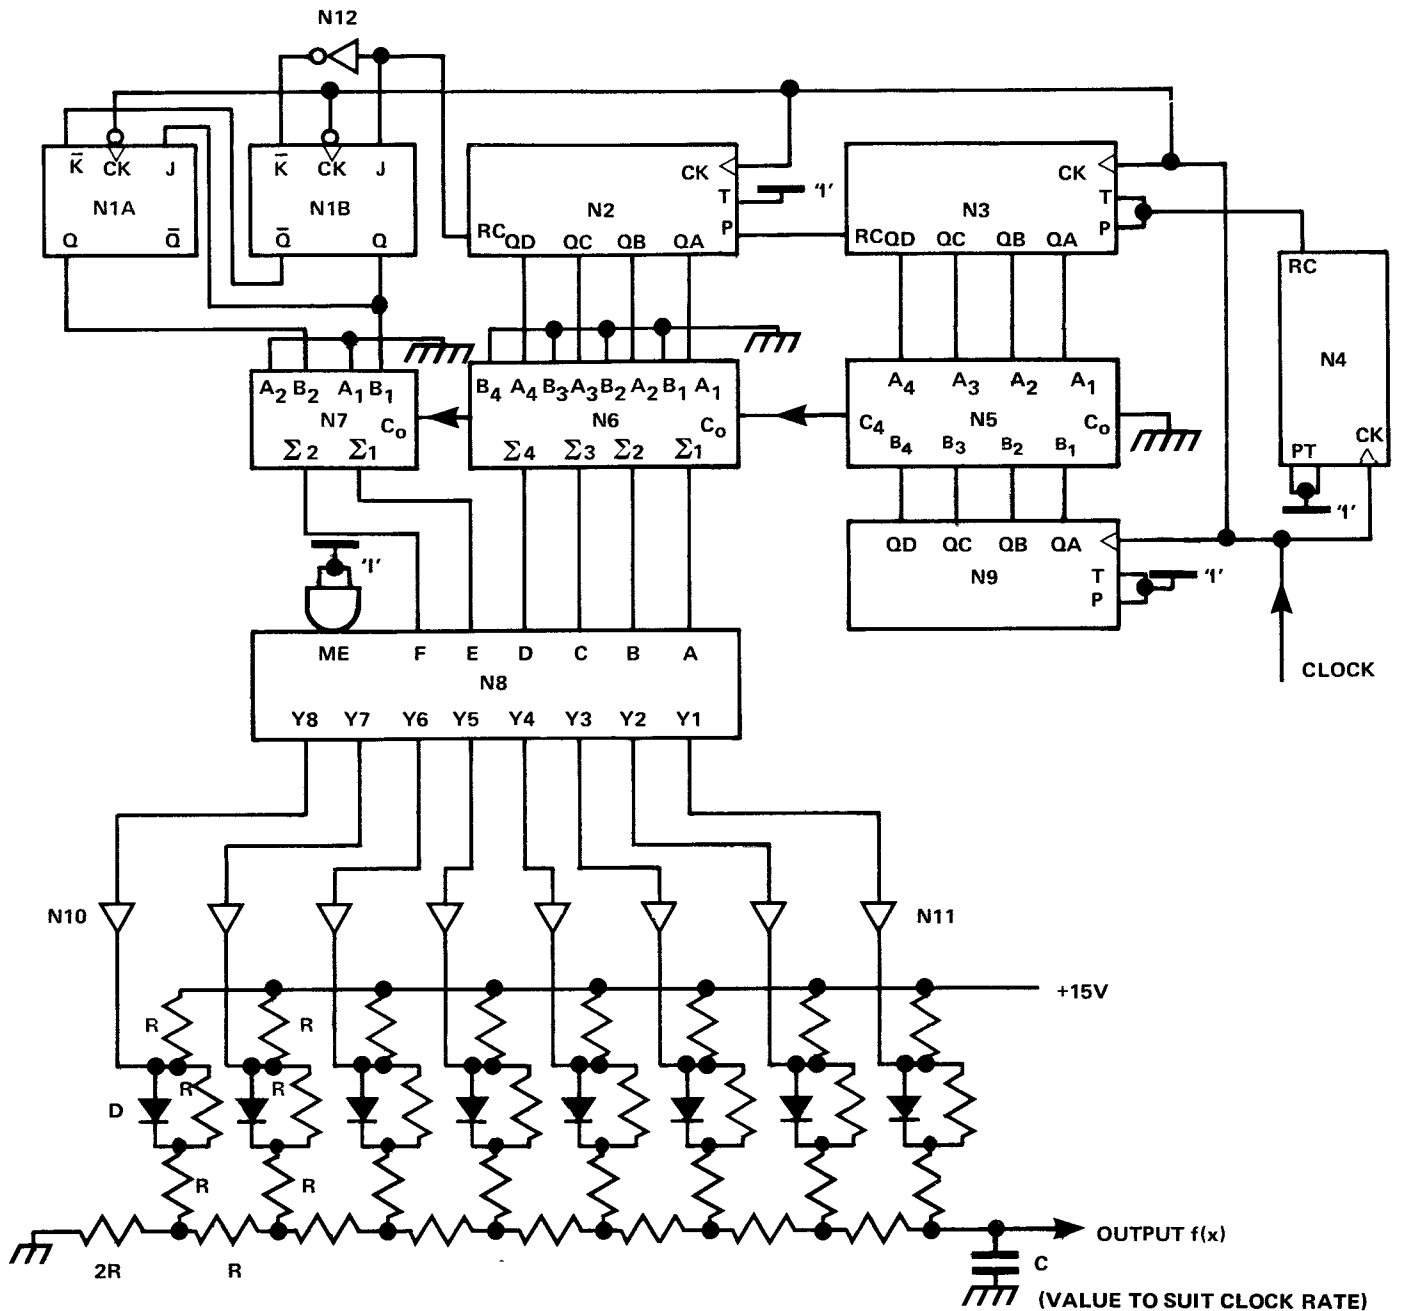 N12
K̅ CK J
N1A
Q Q̅
K̅ CK J
N1B
Q̅ Q
CK
T '1'
N2
P
RC QD QC QB QA
CK
T
N3
P
RC QD QC QB QA
RC
N4
PT CK
'1'
A2 B2 A1 B1
N7
C0
Σ2 Σ1
B4 A4 B3 A3 B2 A2 B1 A1
N6
C0
Σ4 Σ3 Σ2 Σ1
A4 A3 A2 A1
C4 N5 C0
B4 B3 B2 B1
QD QC QB QA
N9
T '1'
P
CLOCK
'1'
ME F E D C B A
N8
Y8 Y7 Y6 Y5 Y4 Y3 Y2 Y1
N10 N11
+15V
R R
R R
D
R R
2R R
OUTPUT f(x)
C
(VALUE TO SUIT CLOCK RATE)